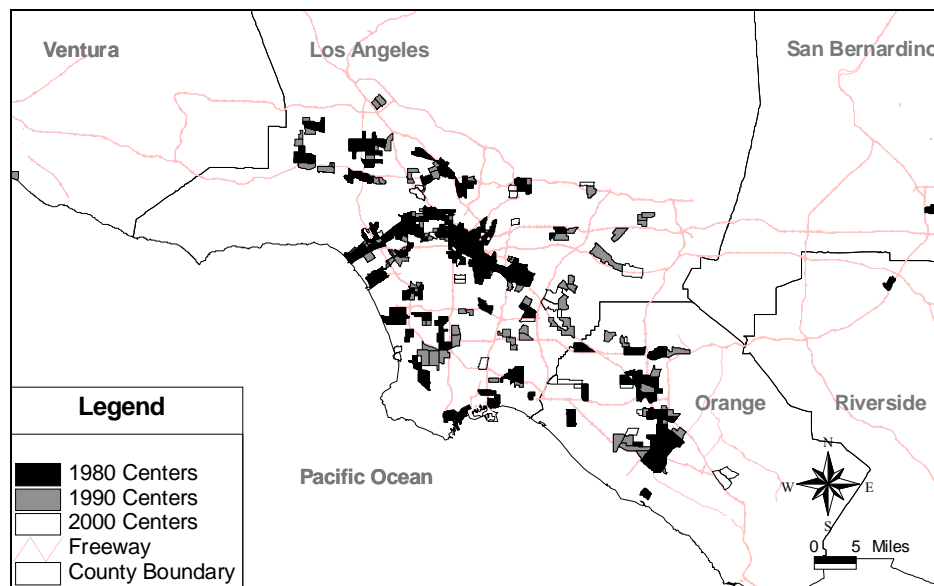 Ventura
Los Angeles
San Bernardino
Orange
Riverside
Pacific Ocean
Legend
1980 Centers
1990 Centers
2000 Centers
Freeway
County Boundary
N
W
E
S
0 5 Miles